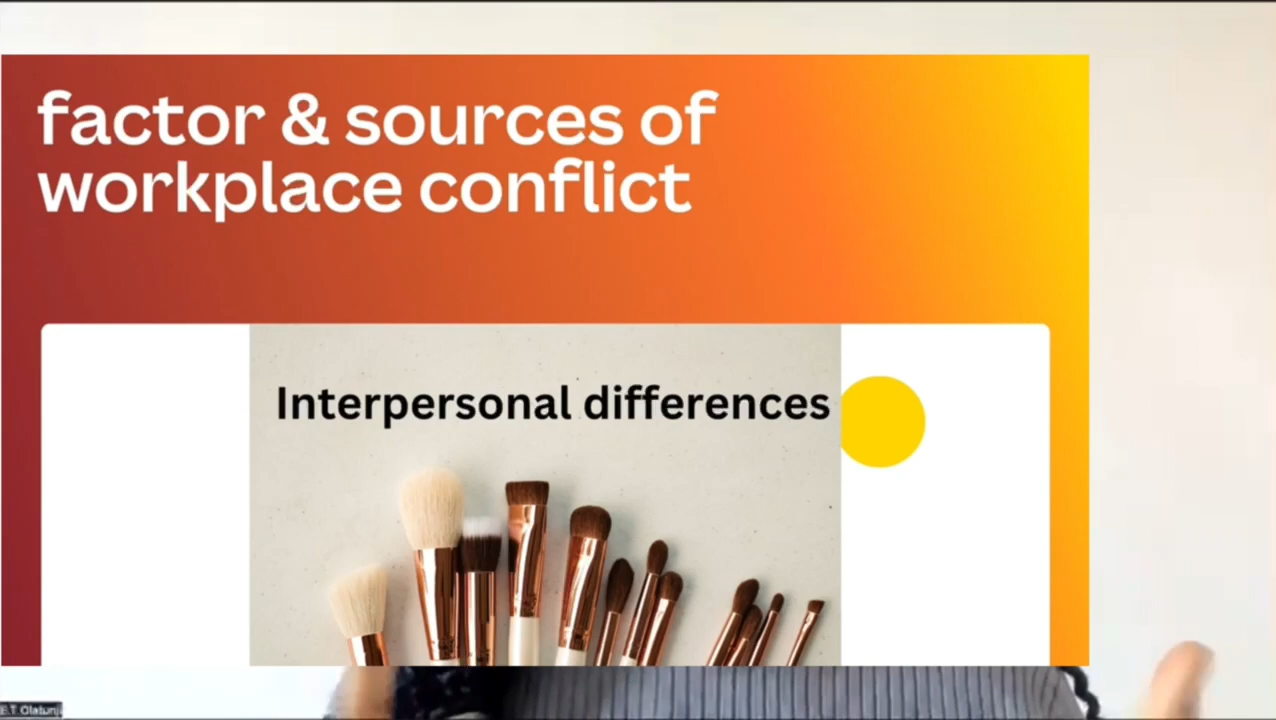 factor & sources of
workplace conflict
Interpersonal differences